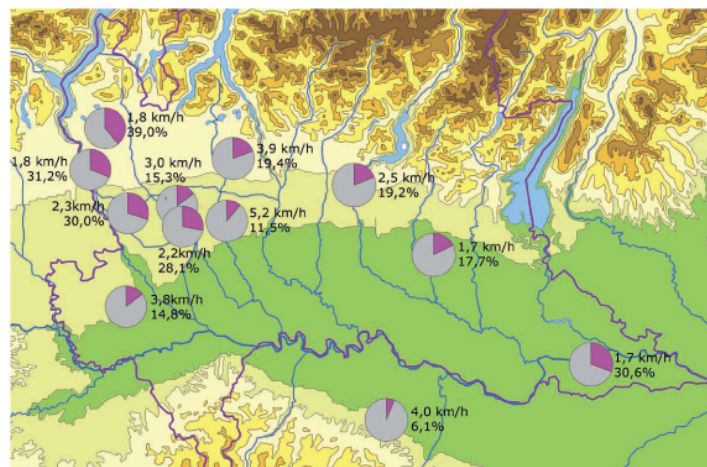 1,8 km/h
39,0%
1,8 km/h
31,2%
3,0 km/h
15,3%
3,9 km/h
19,4%
2,5 km/h
19,2%
2,3km/h
30,0%
5,2 km/h
11,5%
2,2km/h
28,1%
1,7 km/h
17,7%
3,8km/h
14,8%
1,7 km/h
30,6%
4,0 km/h
6,1%